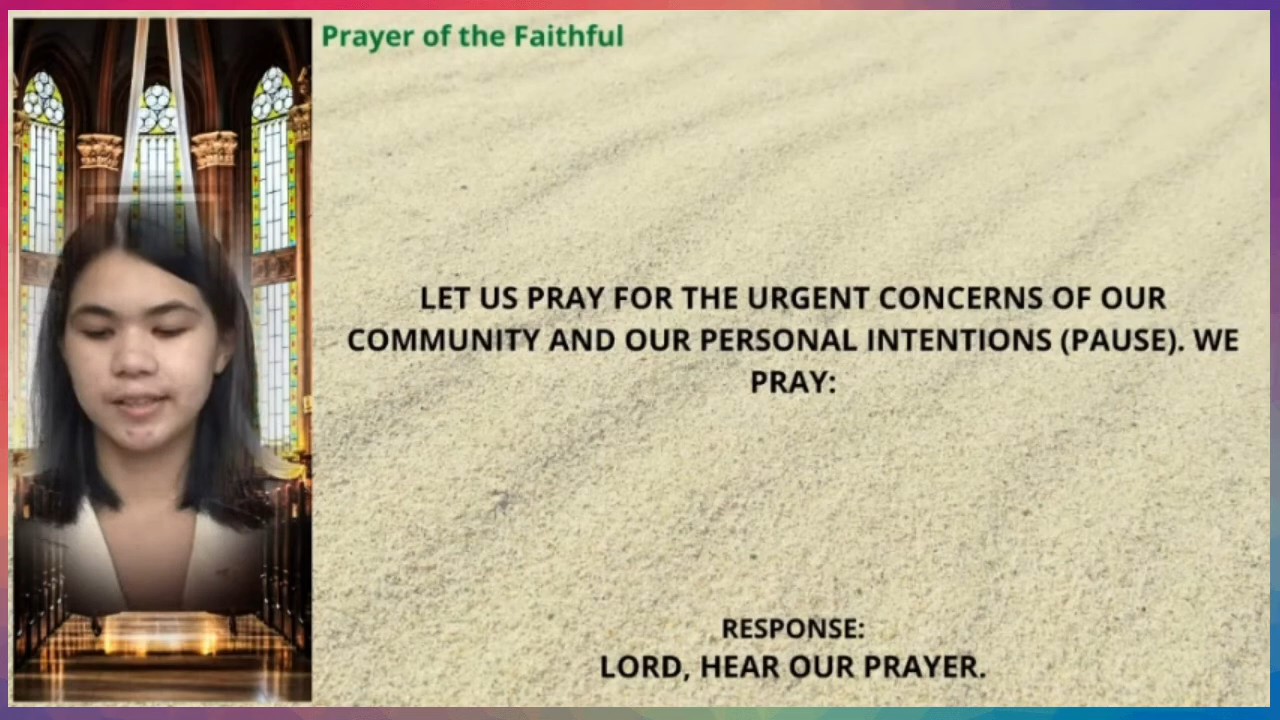 Prayer of the Faithful
LET US PRAY FOR THE URGENT CONCERNS OF OUR
COMMUNITY AND OUR PERSONAL INTENTIONS (PAUSE). WE
PRAY:
RESPONSE:
LORD, HEAR OUR PRAYER.